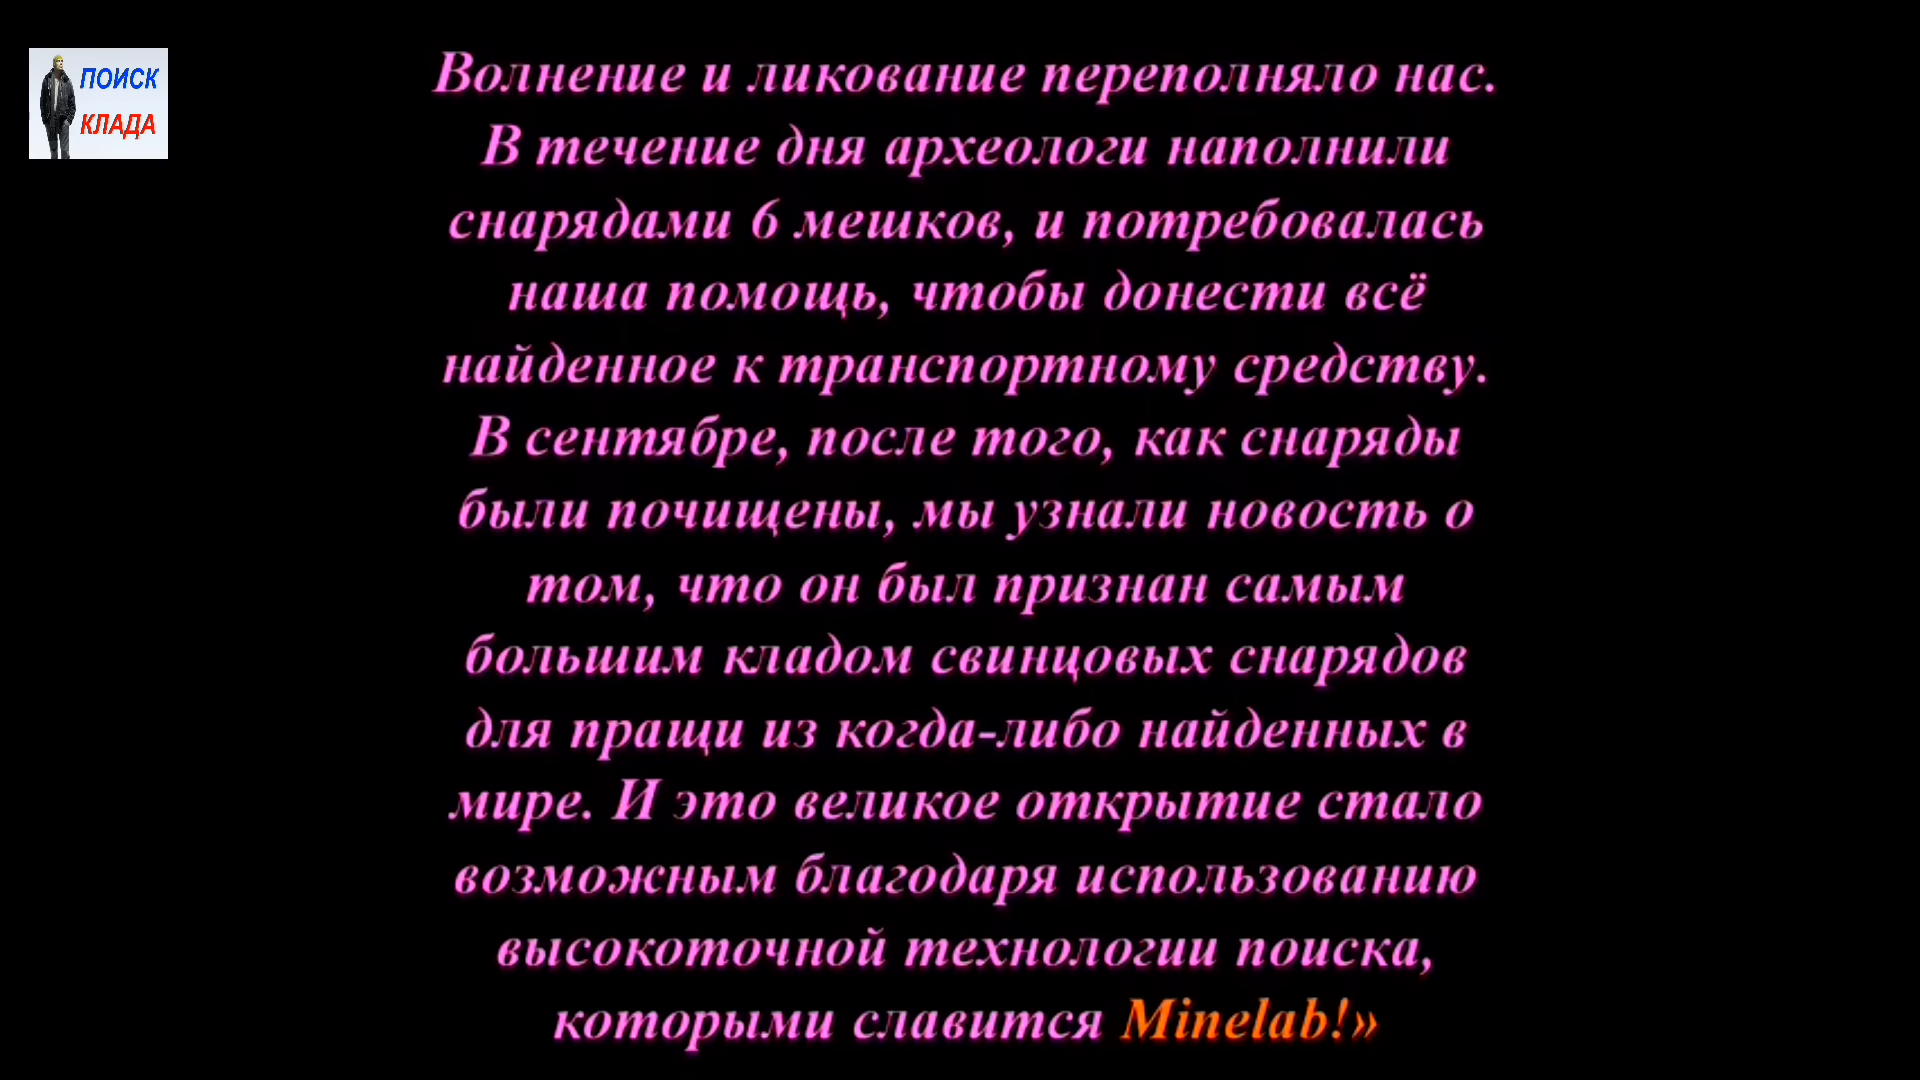 ПОИСК
КЛАДА
Волнение и ликование переполняло нас.
В течение дня археологи наполнили
снарядами 6 мешков, и потребовалась
наша помощь, чтобы донести всё
найденное к транспортному средству.
В сентябре, после того, как снаряды
были почищены, мы узнали новость о
том, что он был признан самым
большим кладом свинцовых снарядов
для пращи из когда-либо найденных в
мире. И это великое открытие стало
возможным благодаря использованию
высокоточной технологии поиска,
которыми славится Minelab!»